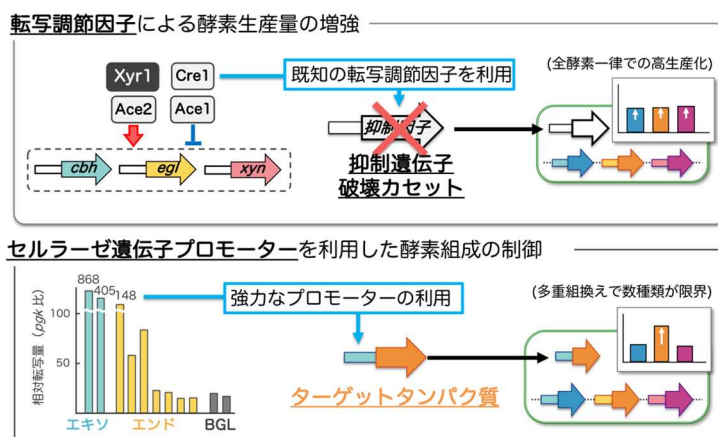 転写調節因子による酵素生産量の増強
Xyr1
Cre1
Ace2
Ace1
既知の転写調節因子を利用
(全酵素一律での高生産化)
抑制因子
cbh
egl
xyn
抑制遺伝子
破壊カセット
セルラーゼ遺伝子プロモーターを利用した酵素組成の制御
868
405
148
強力なプロモーターの利用
(多重組換えで数種類が限界)
相対転写量（pgk 比）
100
50
ターゲットタンパク質
エキソ
エンド
BGL